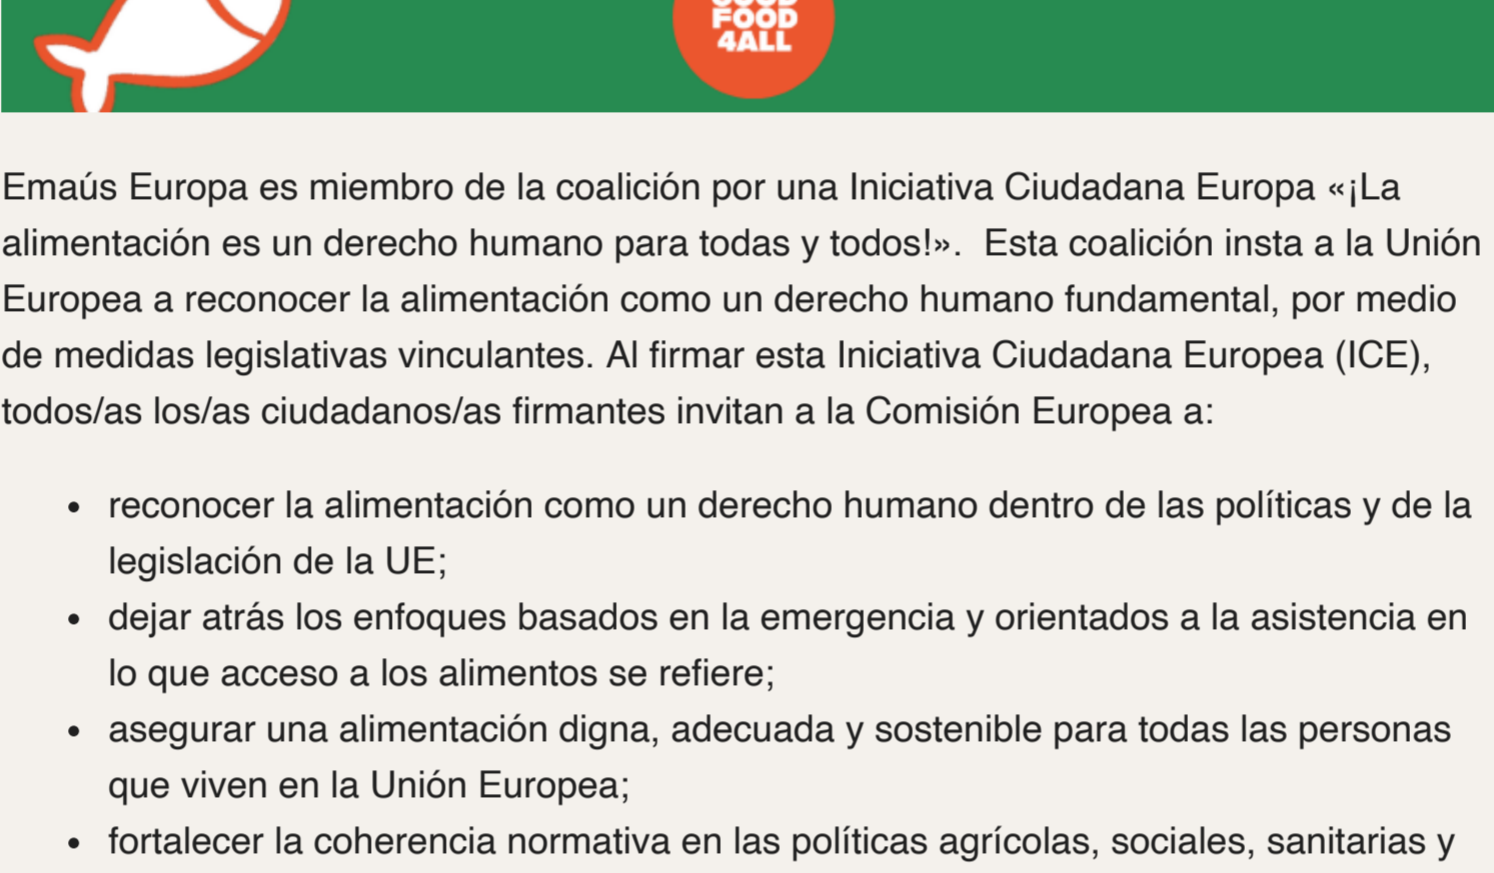 FOOD
4ALL
Emaús Europa es miembro de la coalición por una Iniciativa Ciudadana Europa «¡La
alimentación es un derecho humano para todas y todos!».  Esta coalición insta a la Unión
Europea a reconocer la alimentación como un derecho humano fundamental, por medio
de medidas legislativas vinculantes. Al firmar esta Iniciativa Ciudadana Europea (ICE),
todos/as los/as ciudadanos/as firmantes invitan a la Comisión Europea a:
• reconocer la alimentación como un derecho humano dentro de las políticas y de la
legislación de la UE;
• dejar atrás los enfoques basados en la emergencia y orientados a la asistencia en
lo que acceso a los alimentos se refiere;
• asegurar una alimentación digna, adecuada y sostenible para todas las personas
que viven en la Unión Europea;
• fortalecer la coherencia normativa en las políticas agrícolas, sociales, sanitarias y